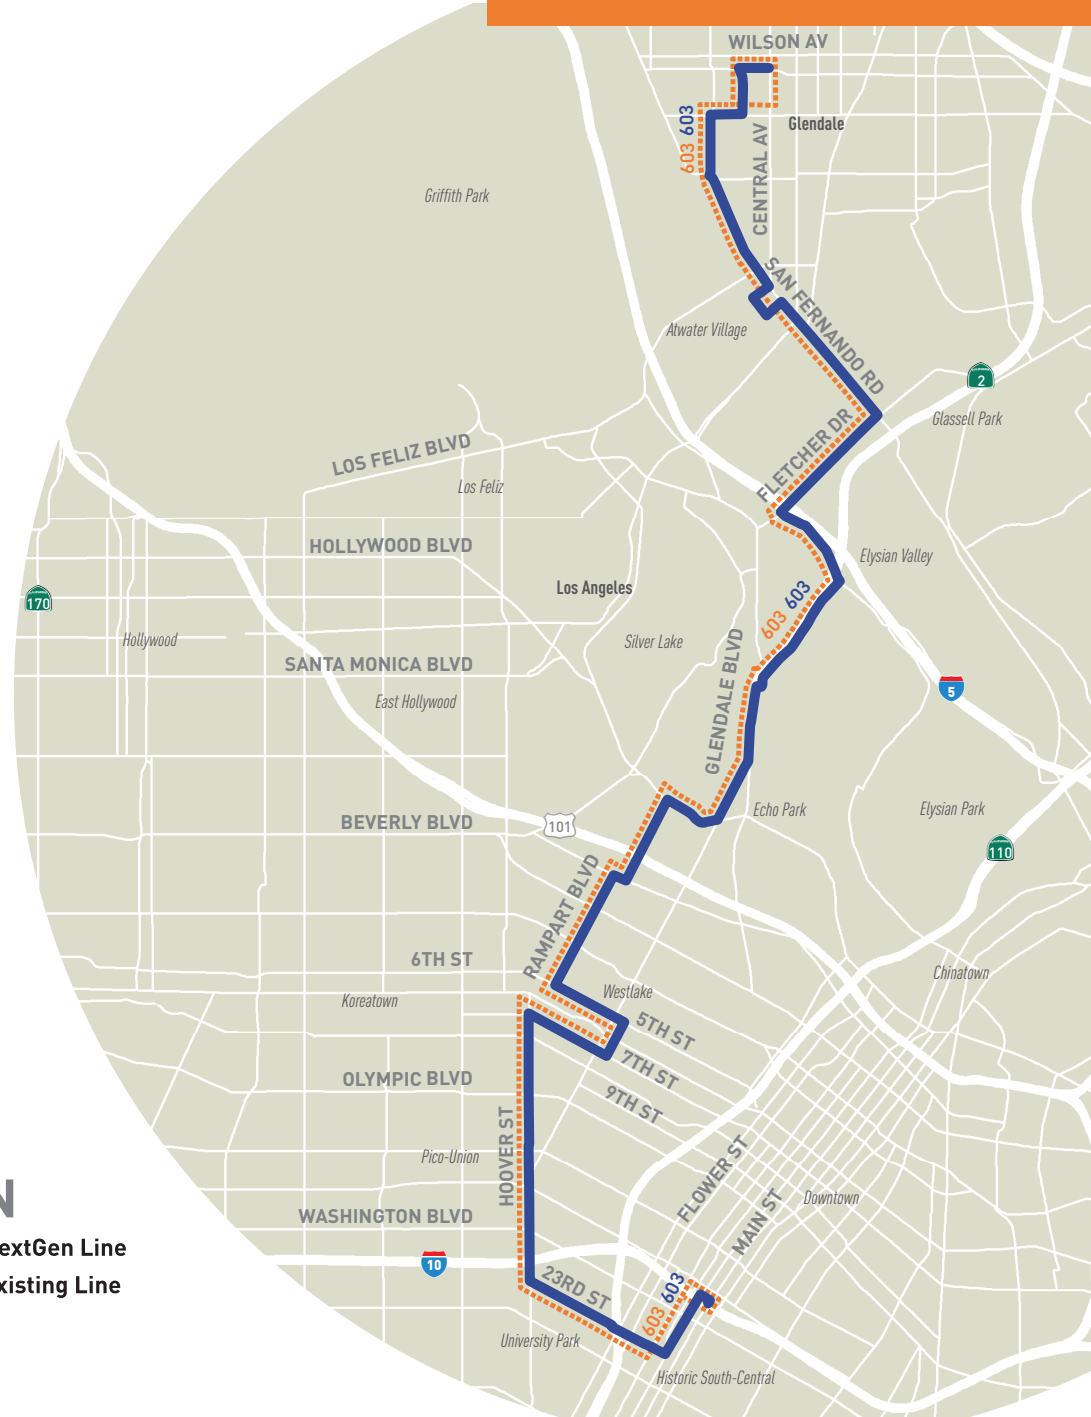 WILSON AV
603
603
Glendale
CENTRAL AV
Griffith Park
SAN FERNANDO RD
Atwater Village
2
Glassell Park
FLETCHER DR
LOS FELIZ BLVD
Los Feliz
HOLLYWOOD BLVD
Elysian Valley
Los Angeles
170
603
603
Hollywood
Silver Lake
SANTA MONICA BLVD
GLENDALE BLVD
5
East Hollywood
Echo Park
Elysian Park
BEVERLY BLVD
101
110
RAMPART BLVD
6TH ST
Chinatown
Koreatown
Westlake
5TH ST
7TH ST
OLYMPIC BLVD
9TH ST
HOOVER ST
Pico-Union
FLOWER ST
Downtown
N
WASHINGTON BLVD
MAIN ST
extGen Line
10
23RD ST
xisting Line
603
603
University Park
Historic South-Central